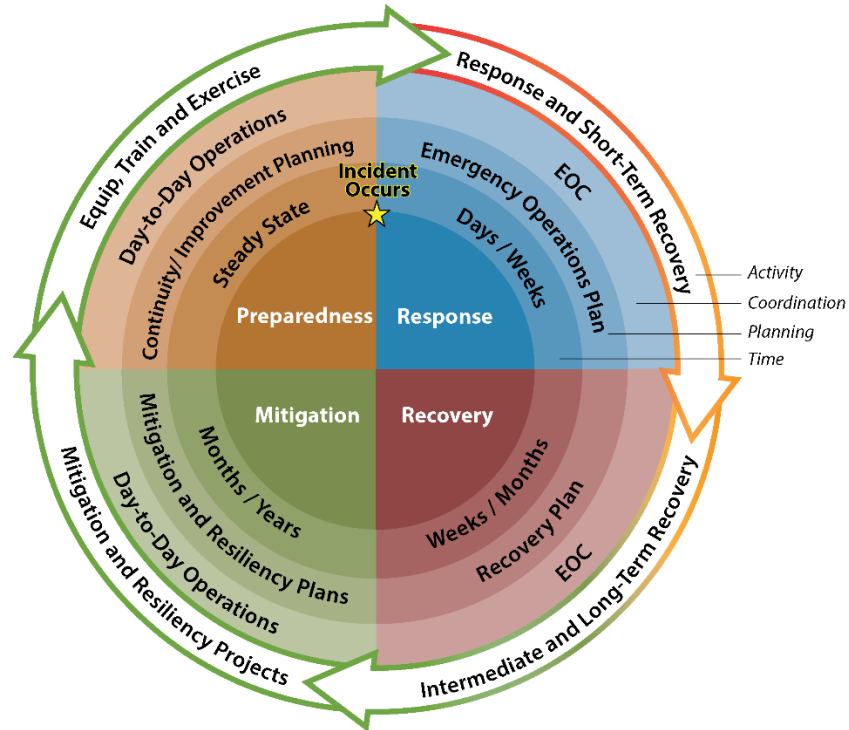 Equip, Train and Exercise
Day-to-Day Operations
Continuity/ Improvement Planning
Steady State
Preparedness
Incident
Occurs
Response and Short-Term Recovery
EOC
Emergency Operations Plan
Days / Weeks
Response
Activity
Coordination
Planning
Time
Mitigation
Months / Years
Mitigation and Resiliency Plans
Day-to-Day Operations
Mitigation and Resiliency Projects
Recovery
Weeks / Months
Recovery Plan
EOC
Intermediate and Long-Term Recovery